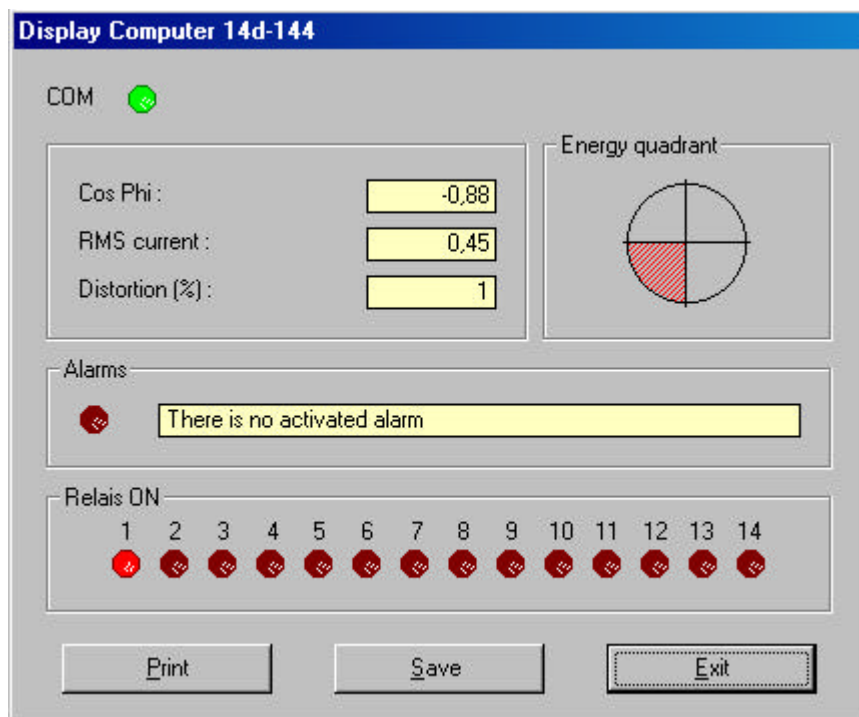 Display Computer 14d-144
COM
Energy quadrant
Cos Phi : -0,88
RMS current : 0,45
Distortion (%) : 1
Alarms
There is no activated alarm
Relais ON
1 2 3 4 5 6 7 8 9 10 11 12 13 14
Print Save Exit